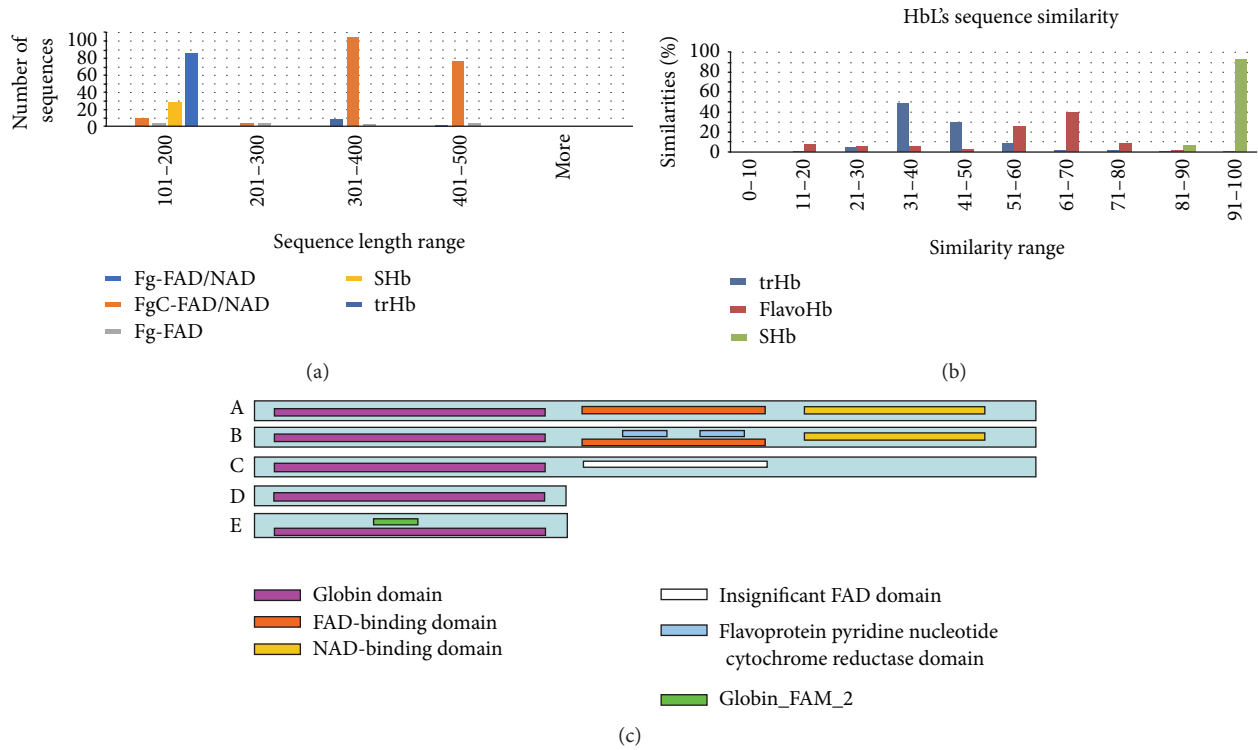 Number of
sequences
100
80
60
40
20
0
101–200
201–300
301–400
401–500
More
Sequence length range
Fg-FAD/NAD
FgC-FAD/NAD
Fg-FAD
SHb
trHb
(a)
HbL's sequence similarity
Similarities (%)
100
80
60
40
20
0
0–10
11–20
21–30
31–40
41–50
51–60
61–70
71–80
81–90
91–100
Similarity range
trHb
FlavoHb
SHb
(b)
A
B
C
D
E
Globin domain
FAD-binding domain
NAD-binding domain
Insignificant FAD domain
Flavoprotein pyridine nucleotide
cytochrome reductase domain
Globin_FAM_2
(c)